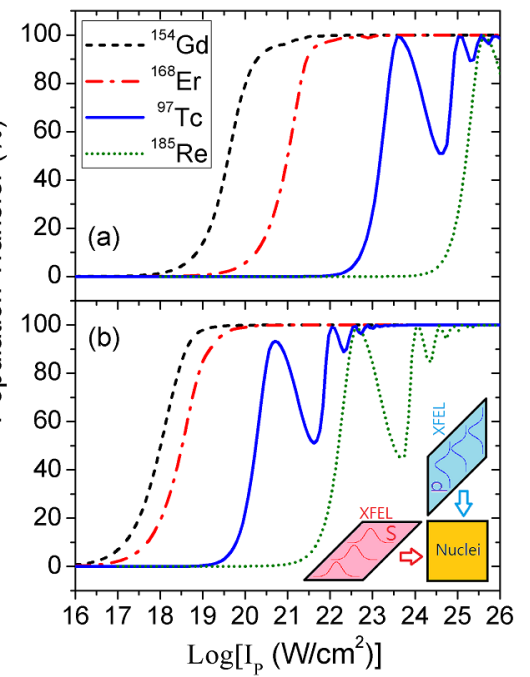 100
80
60
40
20
0
¹⁵⁴Gd
¹⁶⁸Er
⁹⁷Tc
¹⁸⁵Re
(a)
100
80
60
40
20
0
(b)
XFEL
p
XFEL
S
Nuclei
16 17 18 19 20 21 22 23 24 25 26
Log[I_P (W/cm²)]